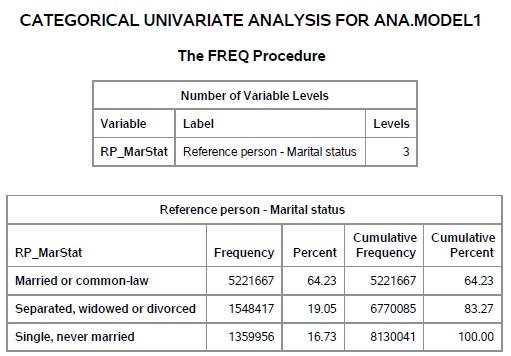 CATEGORICAL UNIVARIATE ANALYSIS FOR ANA.MODEL1
The FREQ Procedure
Number of Variable Levels
Variable Label Levels
RP_MarStat Reference person - Marital status 3
Reference person - Marital status
RP_MarStat Frequency Percent Cumulative Frequency Cumulative Percent
Married or common-law 5221667 64.23 5221667 64.23
Separated, widowed or divorced 1548417 19.05 6770085 83.27
Single, never married 1359956 16.73 8130041 100.00